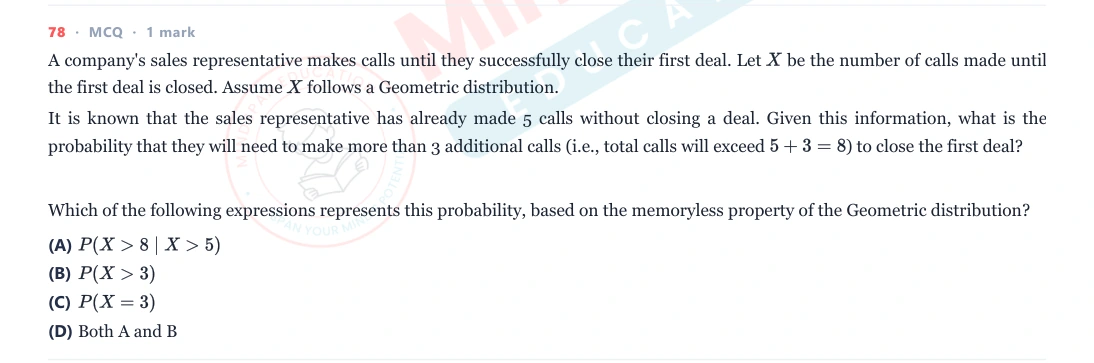 78 · MCQ · 1 mark
A company's sales representative makes calls until they successfully close their first deal. Let X be the number of calls made until
the first deal is closed. Assume X follows a Geometric distribution.
It is known that the sales representative has already made 5 calls without closing a deal. Given this information, what is the
probability that they will need to make more than 3 additional calls (i.e., total calls will exceed 5 + 3 = 8) to close the first deal?
Which of the following expressions represents this probability, based on the memoryless property of the Geometric distribution?
(A) P(X > 8 | X > 5)
(B) P(X > 3)
(C) P(X = 3)
(D) Both A and B